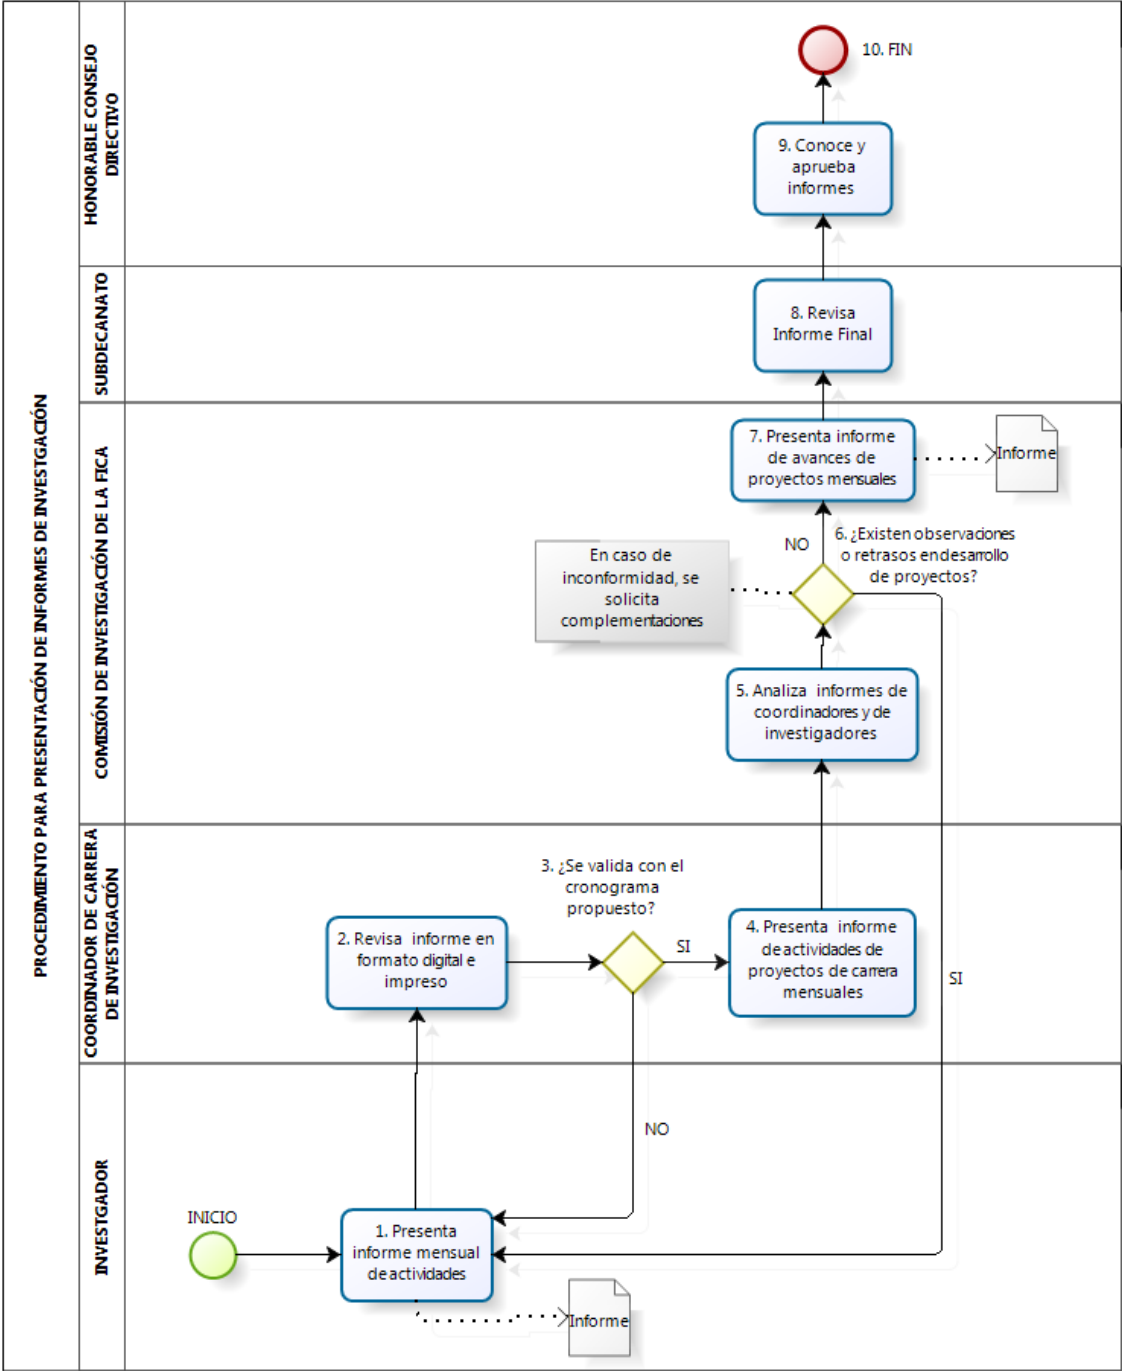 PROCEDIMIENTO PARA PRESENTACIÓN DE INFORMES DE INVESTGACIÓN
HONORABLE CONSEJO
DIRECTIVO
10. FIN
9. Conoce y
aprueba
informes
SUBDECANATO
8. Revisa
Informe Final
COMISIÓN DE INVESTIGACIÓN DE LA FICA
7. Presenta informe
de avances de
proyectos mensuales
Informe
NO
6. ¿Existen observaciones
o retrasos en desarrollo
de proyectos?
En caso de
inconformidad, se
solicita
complementaciones
5. Analiza informes de
coordinadores y de
investigadores
COORDINADOR DE CARRERA
DE INVESTIGACIÓN
3. ¿Se valida con el
cronograma
propuesto?
2. Revisa informe en
formato digital e
impreso
SI
4. Presenta informe
de actividades de
proyectos de carrera
mensuales
SI
INVESTGADOR
NO
INICIO
1. Presenta
informe mensual
de actividades
Informe